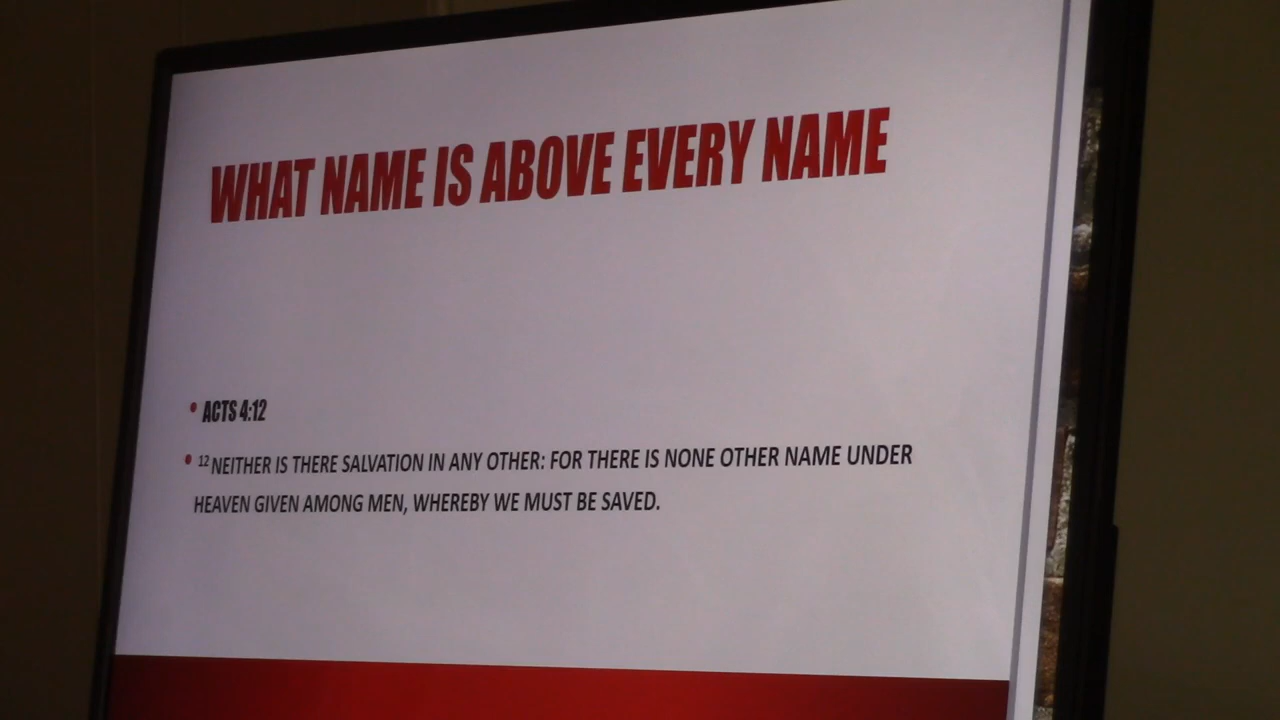 WHAT NAME IS ABOVE EVERY NAME
• ACTS 4:12
• 12 NEITHER IS THERE SALVATION IN ANY OTHER: FOR THERE IS NONE OTHER NAME UNDER
HEAVEN GIVEN AMONG MEN, WHEREBY WE MUST BE SAVED.